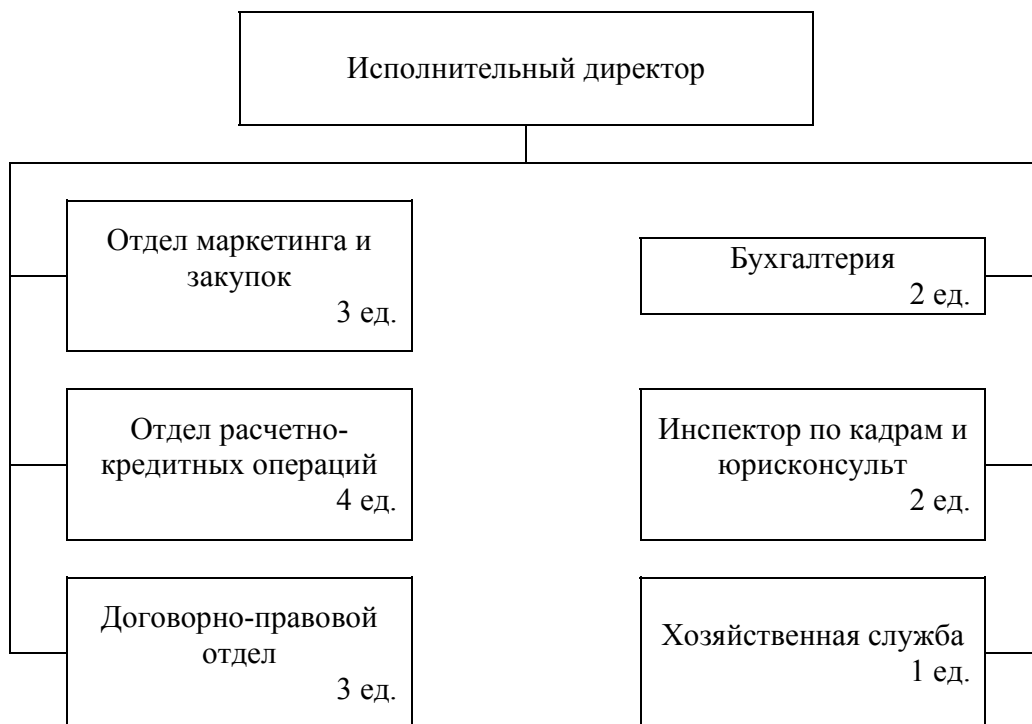 Исполнительный директор
Отдел маркетинга и
закупок
3 ед.
Бухгалтерия
2 ед.
Отдел расчетно-
кредитных операций
4 ед.
Инспектор по кадрам и
юрисконсульт
2 ед.
Договорно-правовой
отдел
3 ед.
Хозяйственная служба
1 ед.